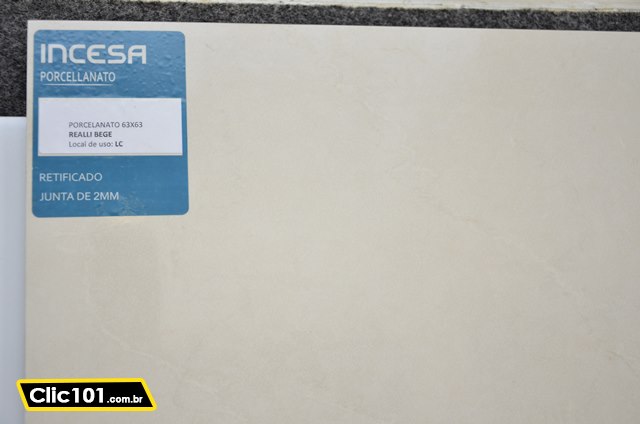 INCESA
PORCELLANATO
PORCELANATO 63X63
REALLI BEGE
Local de uso: LC
RETIFICADO
JUNTA DE 2MM
Clic101.com.br